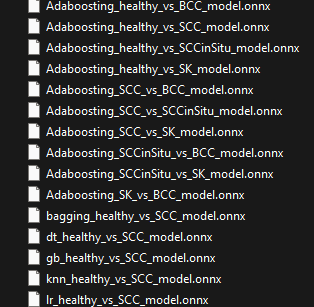 Adaboosting_healthy_vs_BCC_model.onnx
Adaboosting_healthy_vs_SCC_model.onnx
Adaboosting_healthy_vs_SCCinSitu_model.onnx
Adaboosting_healthy_vs_SK_model.onnx
Adaboosting_SCC_vs_BCC_model.onnx
Adaboosting_SCC_vs_SCCinSitu_model.onnx
Adaboosting_SCC_vs_SK_model.onnx
Adaboosting_SCCinSitu_vs_BCC_model.onnx
Adaboosting_SCCinSitu_vs_SK_model.onnx
Adaboosting_SK_vs_BCC_model.onnx
bagging_healthy_vs_SCC_model.onnx
dt_healthy_vs_SCC_model.onnx
gb_healthy_vs_SCC_model.onnx
knn_healthy_vs_SCC_model.onnx
lr_healthy_vs_SCC_model.onnx